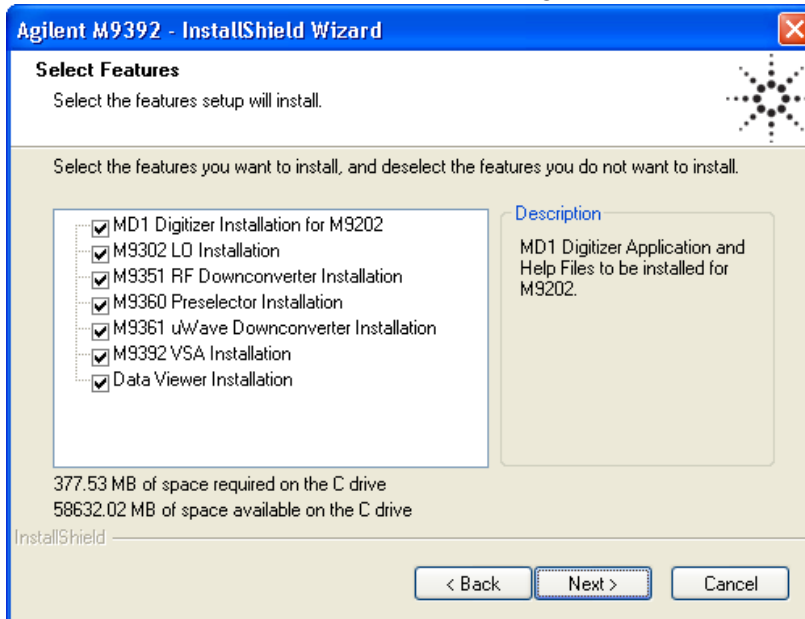 Agilent M9392 - InstallShield Wizard
Select Features
Select the features setup will install.
Select the features you want to install, and deselect the features you do not want to install.
MD1 Digitizer Installation for M9202
M9302 LO Installation
M9351 RF Downconverter Installation
M9360 Preselector Installation
M9361 uWave Downconverter Installation
M9392 VSA Installation
Data Viewer Installation
Description
MD1 Digitizer Application and
Help Files to be installed for
M9202.
377.53 MB of space required on the C drive
58632.02 MB of space available on the C drive
InstallShield
< Back
Next >
Cancel